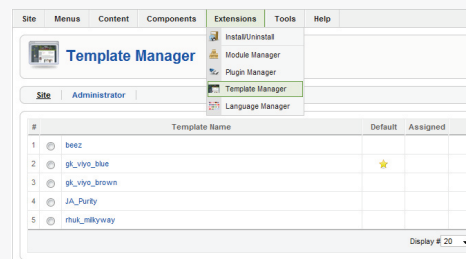 Site Menus Content Components Extensions Tools Help
Install/Uninstall
Module Manager
Plugin Manager
Template Manager
Language Manager
Template Manager
Site Administrator
# Template Name Default Assigned
1 beez
2 gk_viyo_blue
3 gk_viyo_brown
4 JA_Purity
5 rhuk_milkyway
Display # 20